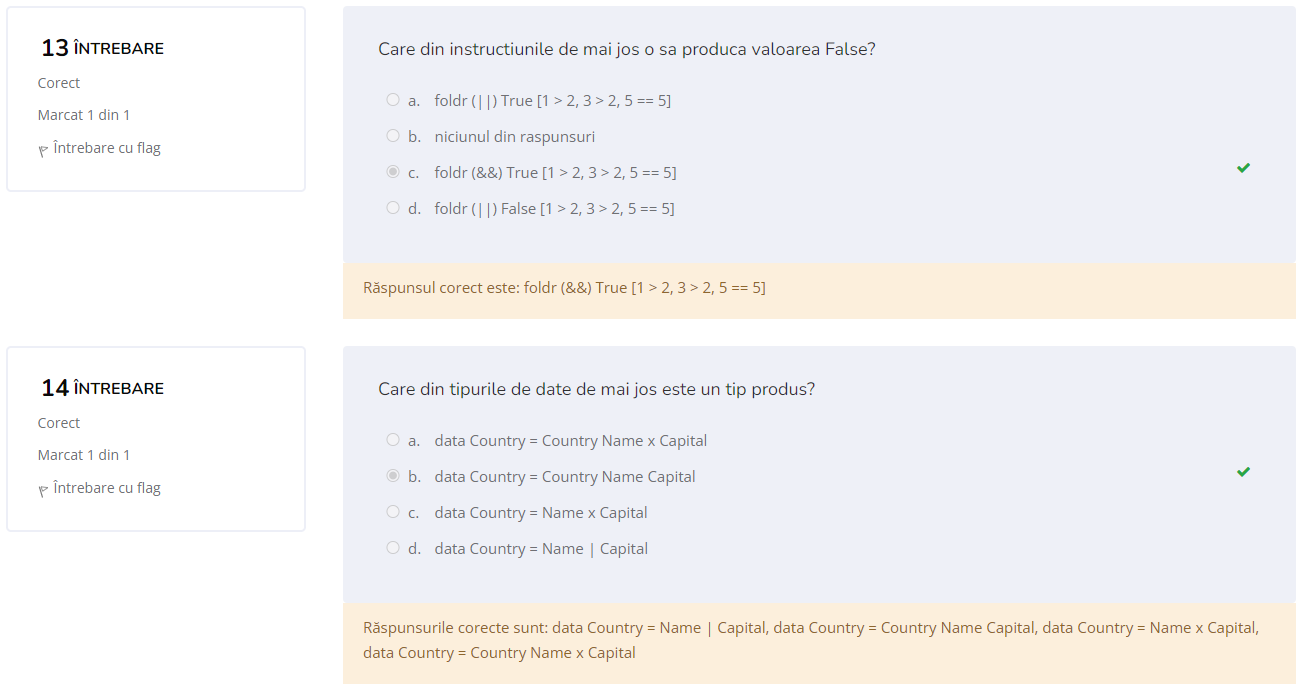 13 ÎNTREBARE
Corect
Marcat 1 din 1
Întrebare cu flag
Care din instructiunile de mai jos o sa produca valoarea False?
a. foldr (||) True [1 > 2, 3 > 2, 5 == 5]
b. niciunul din raspunsuri
c. foldr (&&) True [1 > 2, 3 > 2, 5 == 5]
d. foldr (||) False [1 > 2, 3 > 2, 5 == 5]
Răspunsul corect este: foldr (&&) True [1 > 2, 3 > 2, 5 == 5]
14 ÎNTREBARE
Corect
Marcat 1 din 1
Întrebare cu flag
Care din tipurile de date de mai jos este un tip produs?
a. data Country = Country Name x Capital
b. data Country = Country Name Capital
c. data Country = Name x Capital
d. data Country = Name | Capital
Răspunsurile corecte sunt: data Country = Name | Capital, data Country = Country Name Capital, data Country = Name x Capital,
data Country = Country Name x Capital